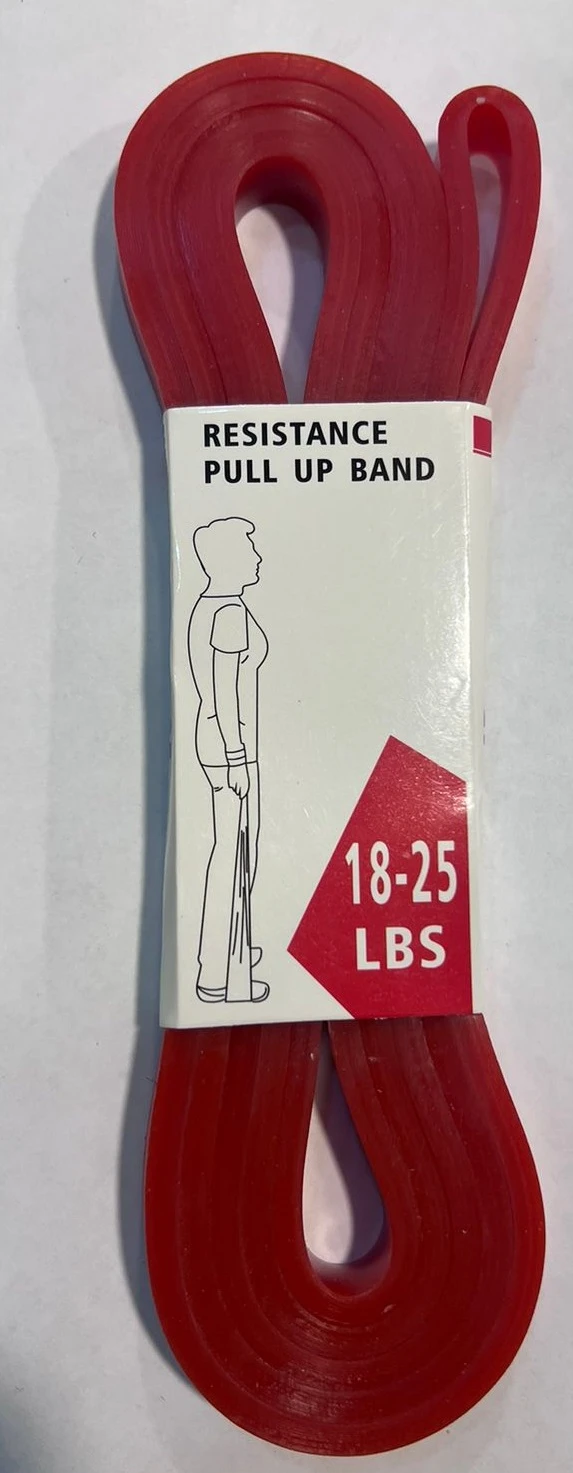 RESISTANCE
PULL UP BAND
18-25
LBS